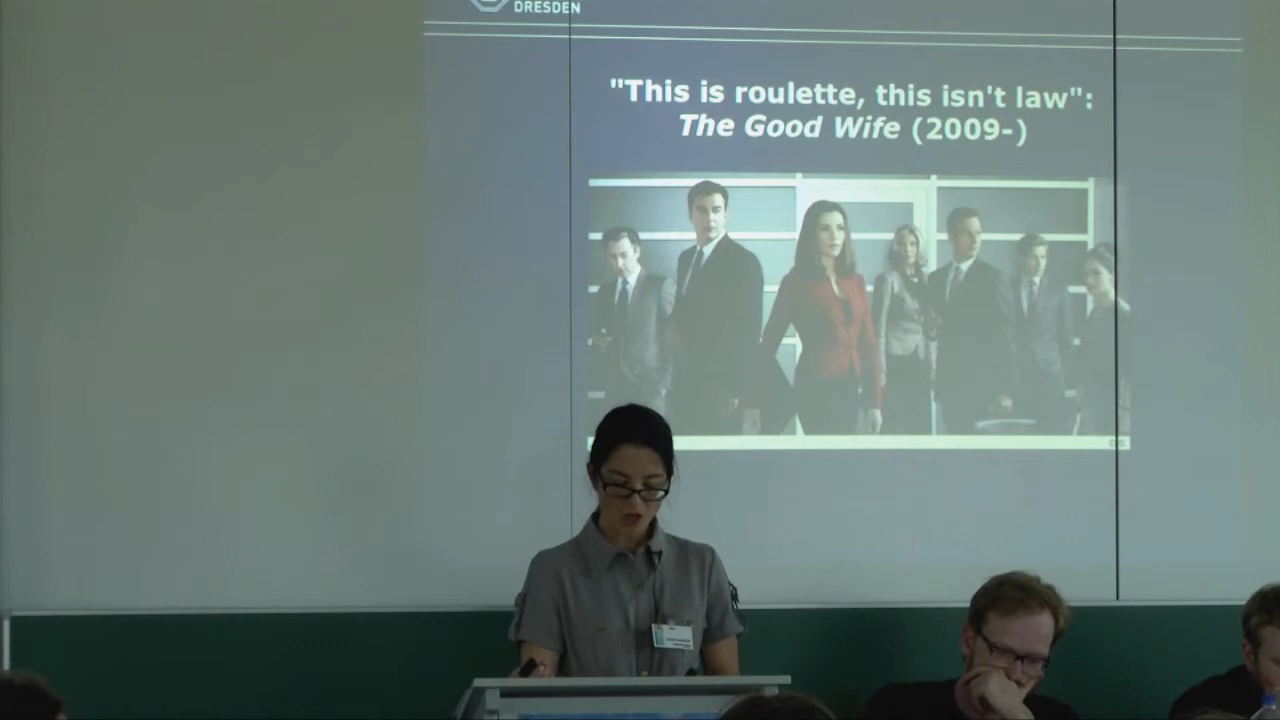 DRESDEN
"This is roulette, this isn't law":
The Good Wife (2009-)